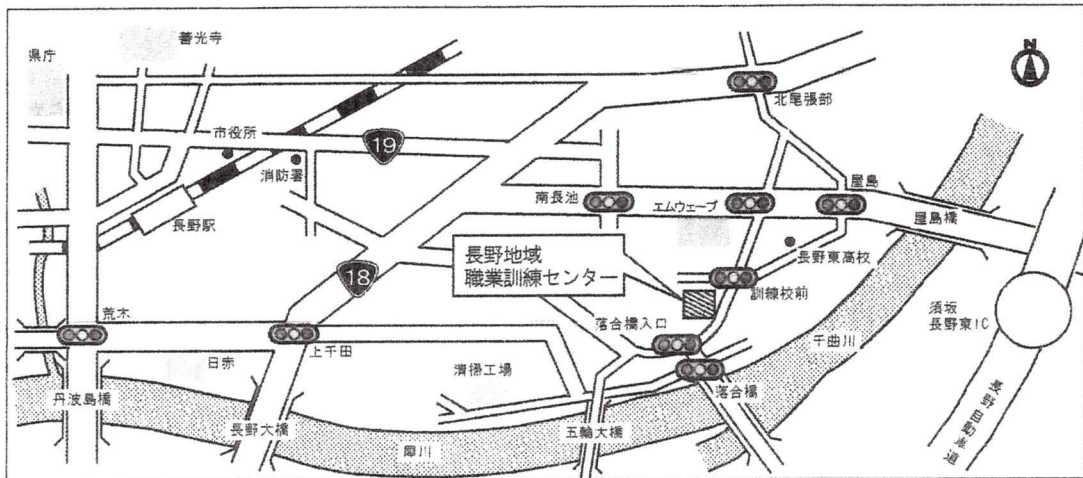 善光寺
県庁
N
北尾張部
市役所
19
消防署
屋島
南長池
エムウェーブ
屋島橋
長野駅
長野地域
職業訓練センター
長野東高校
18
訓練校前
荒木
落合橋入口
須坂
長野東IC
千曲川
日赤
上千田
清掃工場
丹波島橋
落合橋
長野大橋
五輪大橋
犀川
長野自動車道